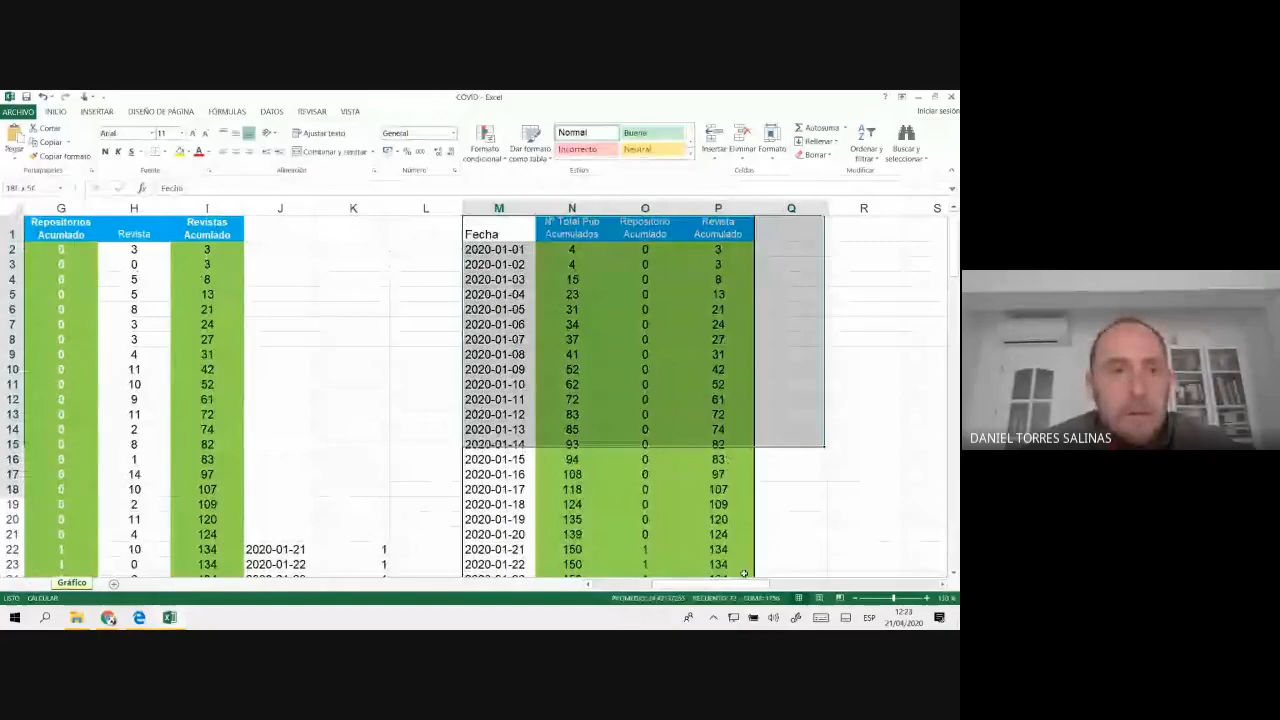 COVID - Excel
ARCHIVO INICIO INSERTAR DISEÑO DE PÁGINA FÓRMULAS DATOS REVISAR VISTA Iniciar sesión
Cortar
Copiar
Copiar formato
Pegar
Portapapeles
Arial 11
N K S
Fuente
Ajustar texto
Combinar y centrar
Alineación
General
Número
Formato condicional
Dar formato como tabla
Normal Buena
Incorrecto Neutral
Estilos
Insertar Eliminar Formato
Celdas
Autosuma
Rellenar
Borrar
Ordenar y filtrar
Buscar y seleccionar
Modificar
fx Fecha
G H I J K L M N O P Q R S
1 Repositorios Acumlado Revista Revistas Acumlado Fecha Nº Total Pub Acumulados Repositorio Acumlado Revista Acumulado
2 0 3 3 2020-01-01 4 0 3
3 0 0 3 2020-01-02 4 0 3
4 0 5 8 2020-01-03 15 0 8
5 0 5 13 2020-01-04 23 0 13
6 0 8 21 2020-01-05 31 0 21
7 0 3 24 2020-01-06 34 0 24
8 0 3 27 2020-01-07 37 0 27
9 0 4 31 2020-01-08 41 0 31
10 0 11 42 2020-01-09 52 0 42
11 0 10 52 2020-01-10 62 0 52
12 0 9 61 2020-01-11 72 0 61
13 0 11 72 2020-01-12 83 0 72
14 0 2 74 2020-01-13 85 0 74
15 0 8 82 2020-01-14 93 0 82
16 0 1 83 2020-01-15 94 0 83
17 0 14 97 2020-01-16 108 0 97
18 0 10 107 2020-01-17 118 0 107
19 0 2 109 2020-01-18 124 0 109
20 0 11 120 2020-01-19 135 0 120
21 0 4 124 2020-01-20 139 0 124
22 1 10 134 2020-01-21 1 2020-01-21 150 1 134
23 1 0 134 2020-01-22 1 2020-01-22 150 1 134
Gráfico
LISTO CALCULAR
ESP
12:23
21/04/2020
DANIEL TORRES SALINAS